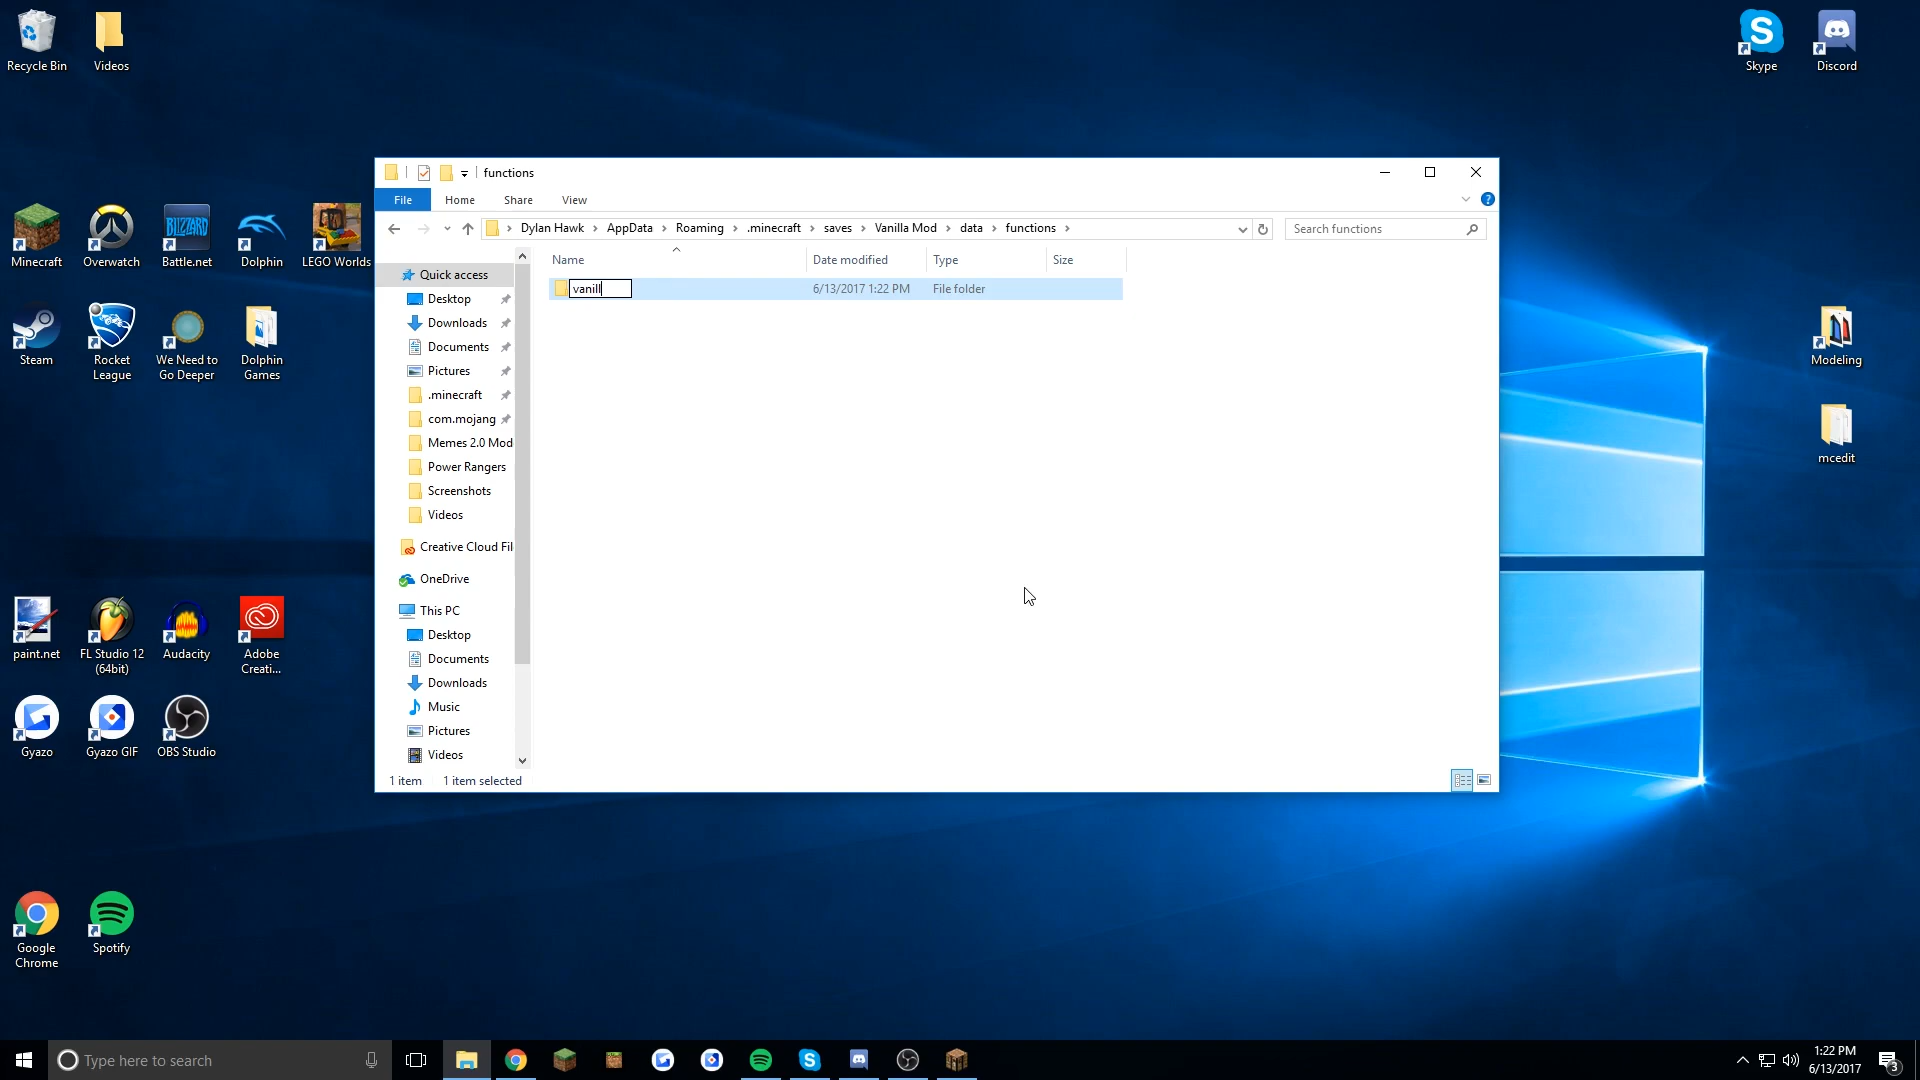 Recycle Bin
Videos
Skype
Discord
functions
File
Home
Share
View
Dylan Hawk
AppData
Roaming
.minecraft
saves
Vanilla Mod
data
functions
Search functions
Name
Date modified
Type
Size
vanill
6/13/2017 1:22 PM
File folder
Quick access
Desktop
Downloads
Documents
Pictures
.minecraft
com.mojang
Memes 2.0 Mod
Power Rangers
Screenshots
Videos
Creative Cloud Fil
OneDrive
This PC
Desktop
Documents
Downloads
Music
Pictures
Videos
1 item
1 item selected
Minecraft
Overwatch
BLIZZARD
Battle.net
Dolphin
LEGO Worlds
Steam
Rocket
League
We Need to
Go Deeper
Dolphin
Games
Modeling
mcedit
paint.net
FL Studio 12
(64bit)
Audacity
Adobe
Creati...
Gyazo
Gyazo GIF
OBS Studio
Google
Chrome
Spotify
Type here to search
1:22 PM
6/13/2017
3